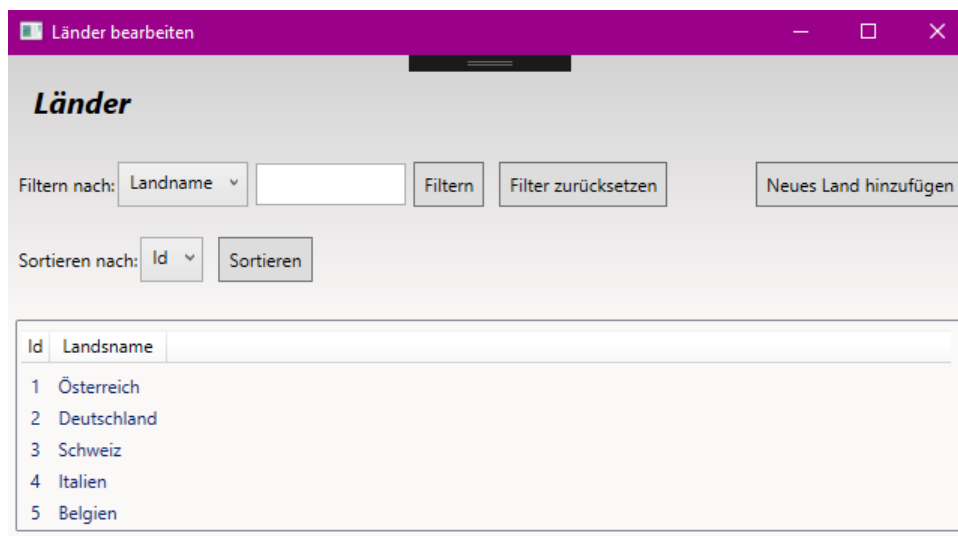 Länder bearbeiten
Länder
Filtern nach: Landname Filtern Filter zurücksetzen Neues Land hinzufügen
Sortieren nach: Id Sortieren
Id Landsname
1 Österreich
2 Deutschland
3 Schweiz
4 Italien
5 Belgien